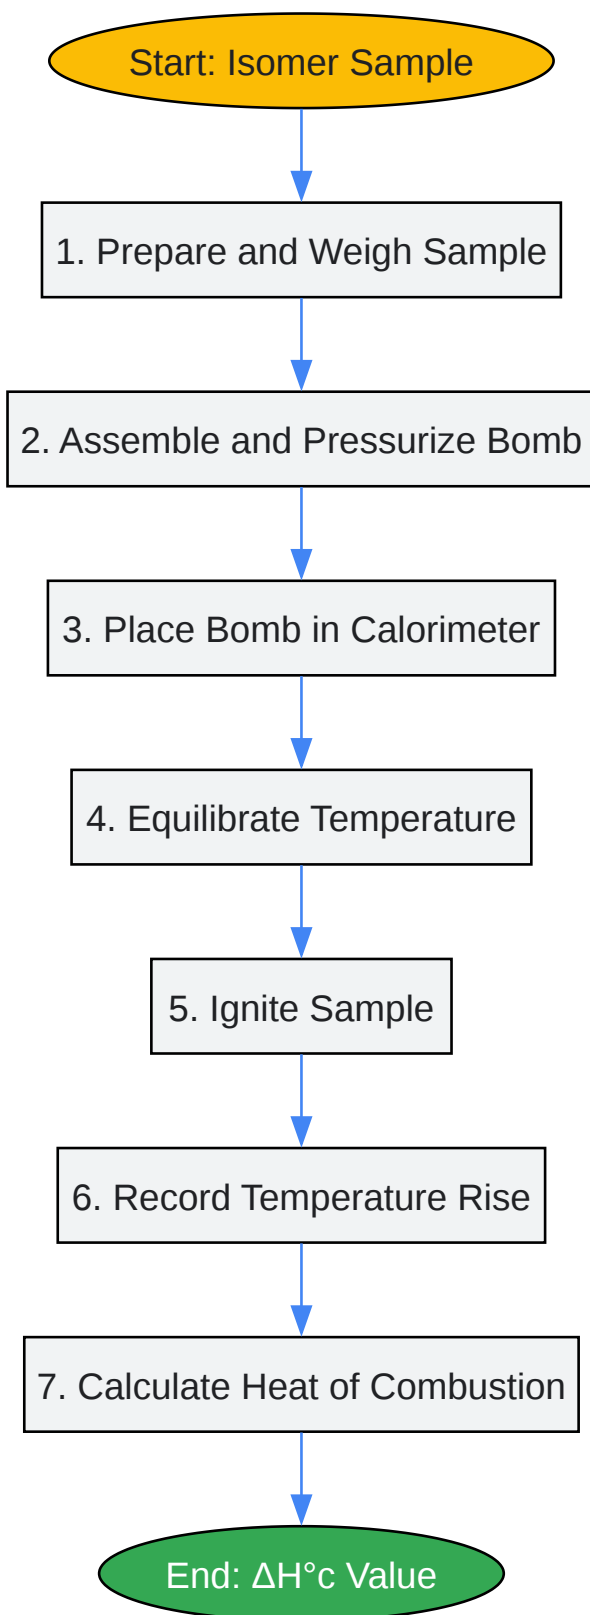 Start: Isomer Sample
1. Prepare and Weigh Sample
2. Assemble and Pressurize Bomb
3. Place Bomb in Calorimeter
4. Equilibrate Temperature
5. Ignite Sample
6. Record Temperature Rise
7. Calculate Heat of Combustion
End: ΔH°c Value